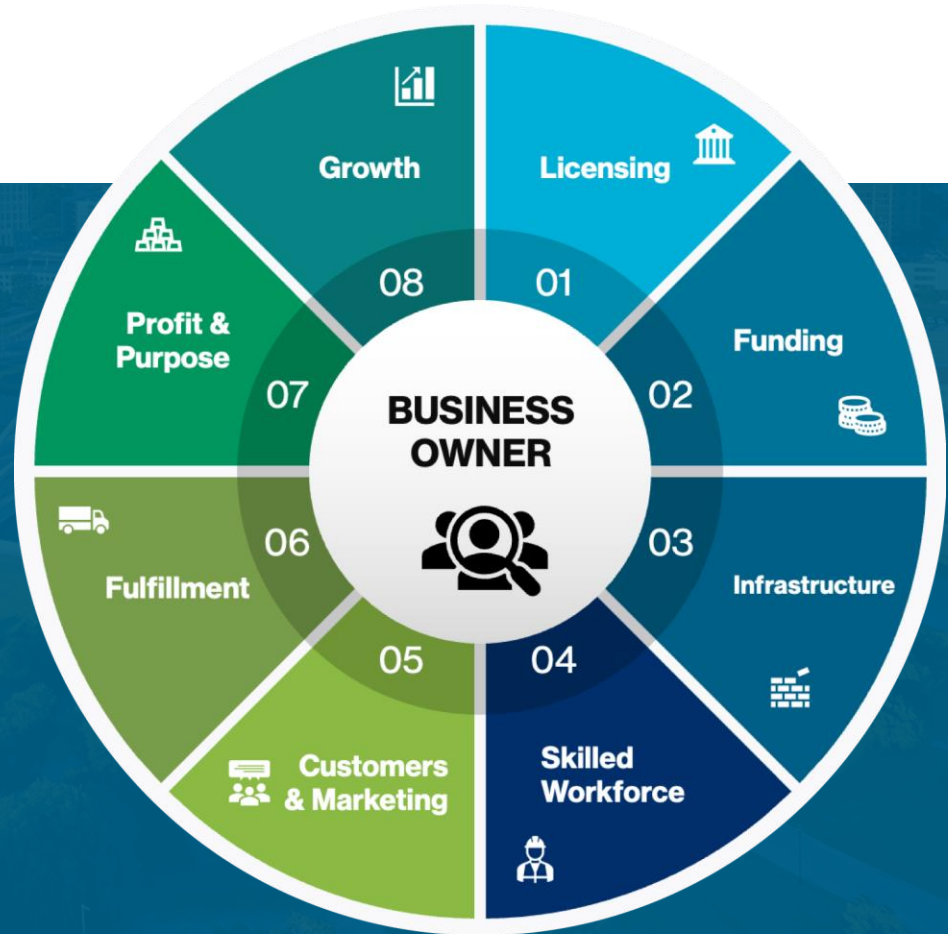 BUSINESS
OWNER
01
Licensing
02
Funding
03
Infrastructure
04
Skilled
Workforce
05
Customers
& Marketing
06
Fulfillment
07
Profit &
Purpose
08
Growth